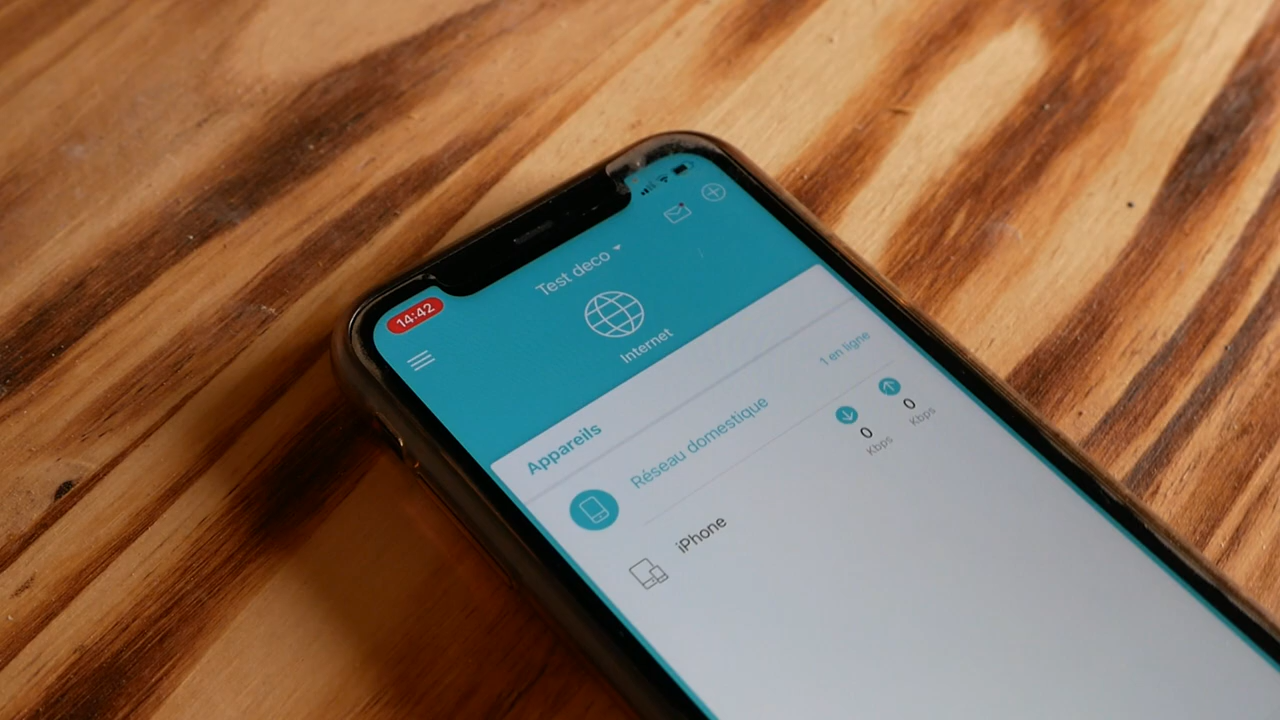 14:42
Test deco
Internet
Appareils
Réseau domestique
1 en ligne
iPhone
0
Kbps
0
Kbps